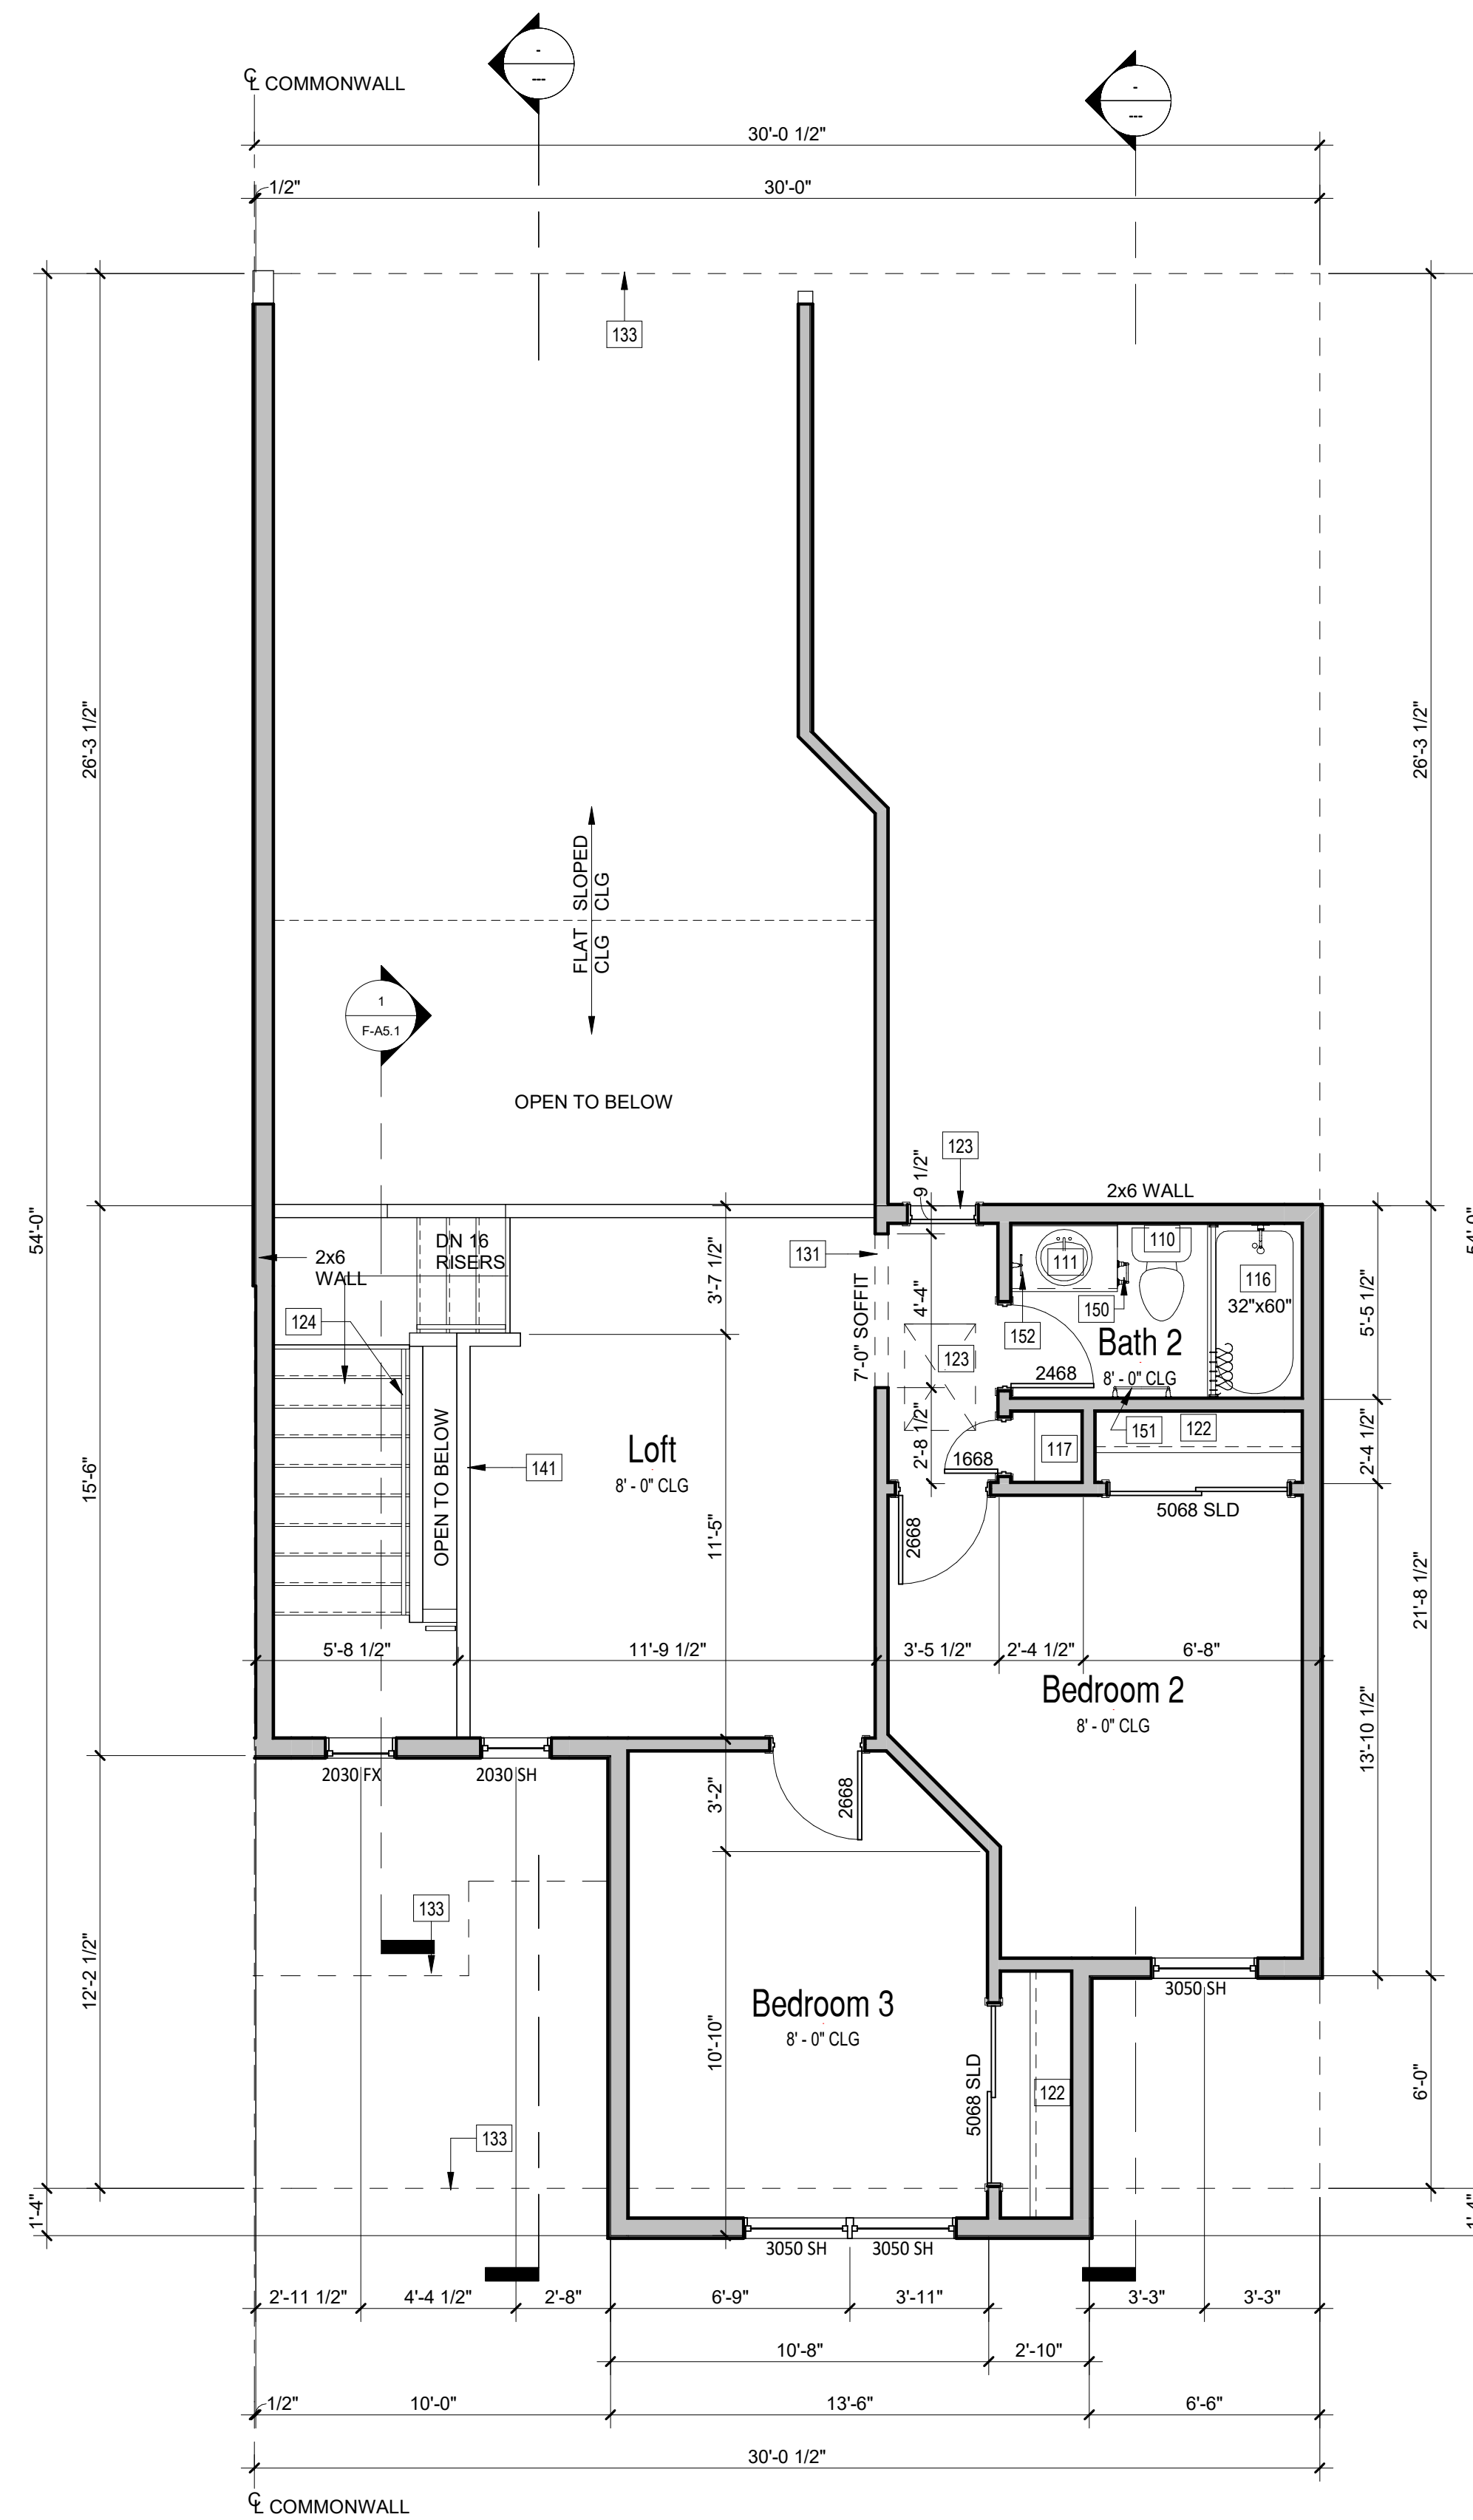 -
---
℄ COMMONWALL
-
---
30'-0 1/2"
1/2"
30'-0"
133
26'-3 1/2"
26'-3 1/2"
FLAT SLOPED
CLG CLG
1
F-A5.1
OPEN TO BELOW
123
9 1/2"
2x6 WALL
54'-0"
54'-0"
2x6
WALL
DN 16
RISERS
131
111
110
116
32"x60"
3'-7 1/2"
4'-4"
5'-5 1/2"
7'-0" SOFFIT
124
152
150
Bath 2
8' - 0" CLG
123
2468
OPEN TO BELOW
Loft
8' - 0" CLG
141
2'-8 1/2"
1668
117
151
122
2'-4 1/2"
5068 SLD
15'-6"
11'-5"
2668
21'-8 1/2"
5'-8 1/2"
11'-9 1/2"
3'-5 1/2"
2'-4 1/2"
6'-8"
Bedroom 2
8' - 0" CLG
13'-10 1/2"
2030 FX
2030 SH
3'-2"
2668
133
12'-2 1/2"
3050 SH
Bedroom 3
8' - 0" CLG
10'-10"
5068 SLD
122
6'-0"
133
1'-4"
1'-4"
3050 SH
3050 SH
2'-11 1/2"
4'-4 1/2"
2'-8"
6'-9"
3'-11"
3'-3"
3'-3"
10'-8"
2'-10"
1/2"
10'-0"
13'-6"
6'-6"
30'-0 1/2"
℄ COMMONWALL